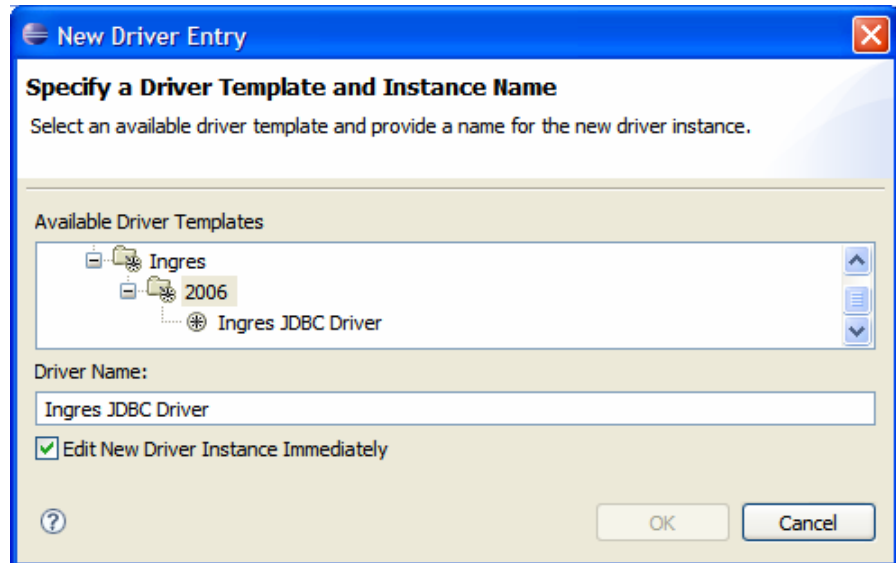 New Driver Entry
Specify a Driver Template and Instance Name
Select an available driver template and provide a name for the new driver instance.
Available Driver Templates
Ingres
2006
Ingres JDBC Driver
Driver Name:
Ingres JDBC Driver
Edit New Driver Instance Immediately
OK Cancel